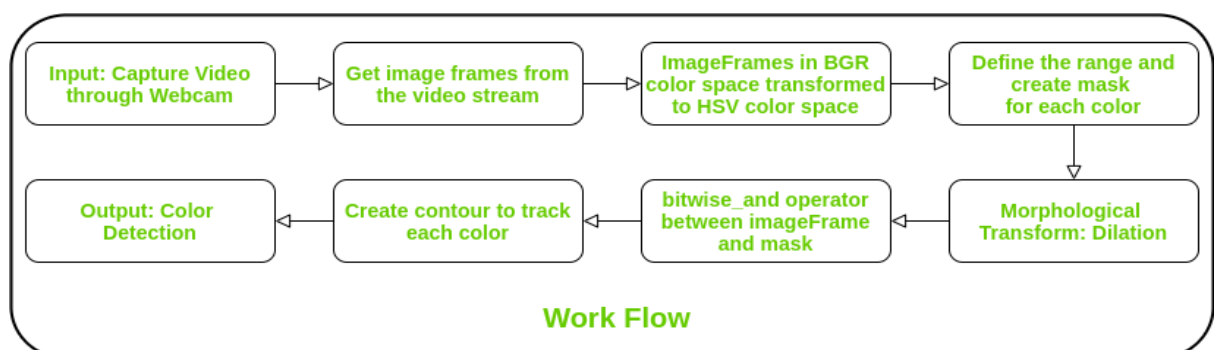 Input: Capture Video
through Webcam
Get image frames from
the video stream
ImageFrames in BGR
color space transformed
to HSV color space
Define the range and
create mask
for each color
Morphological
Transform: Dilation
bitwise_and operator
between imageFrame
and mask
Create contour to track
each color
Output: Color
Detection
Work Flow